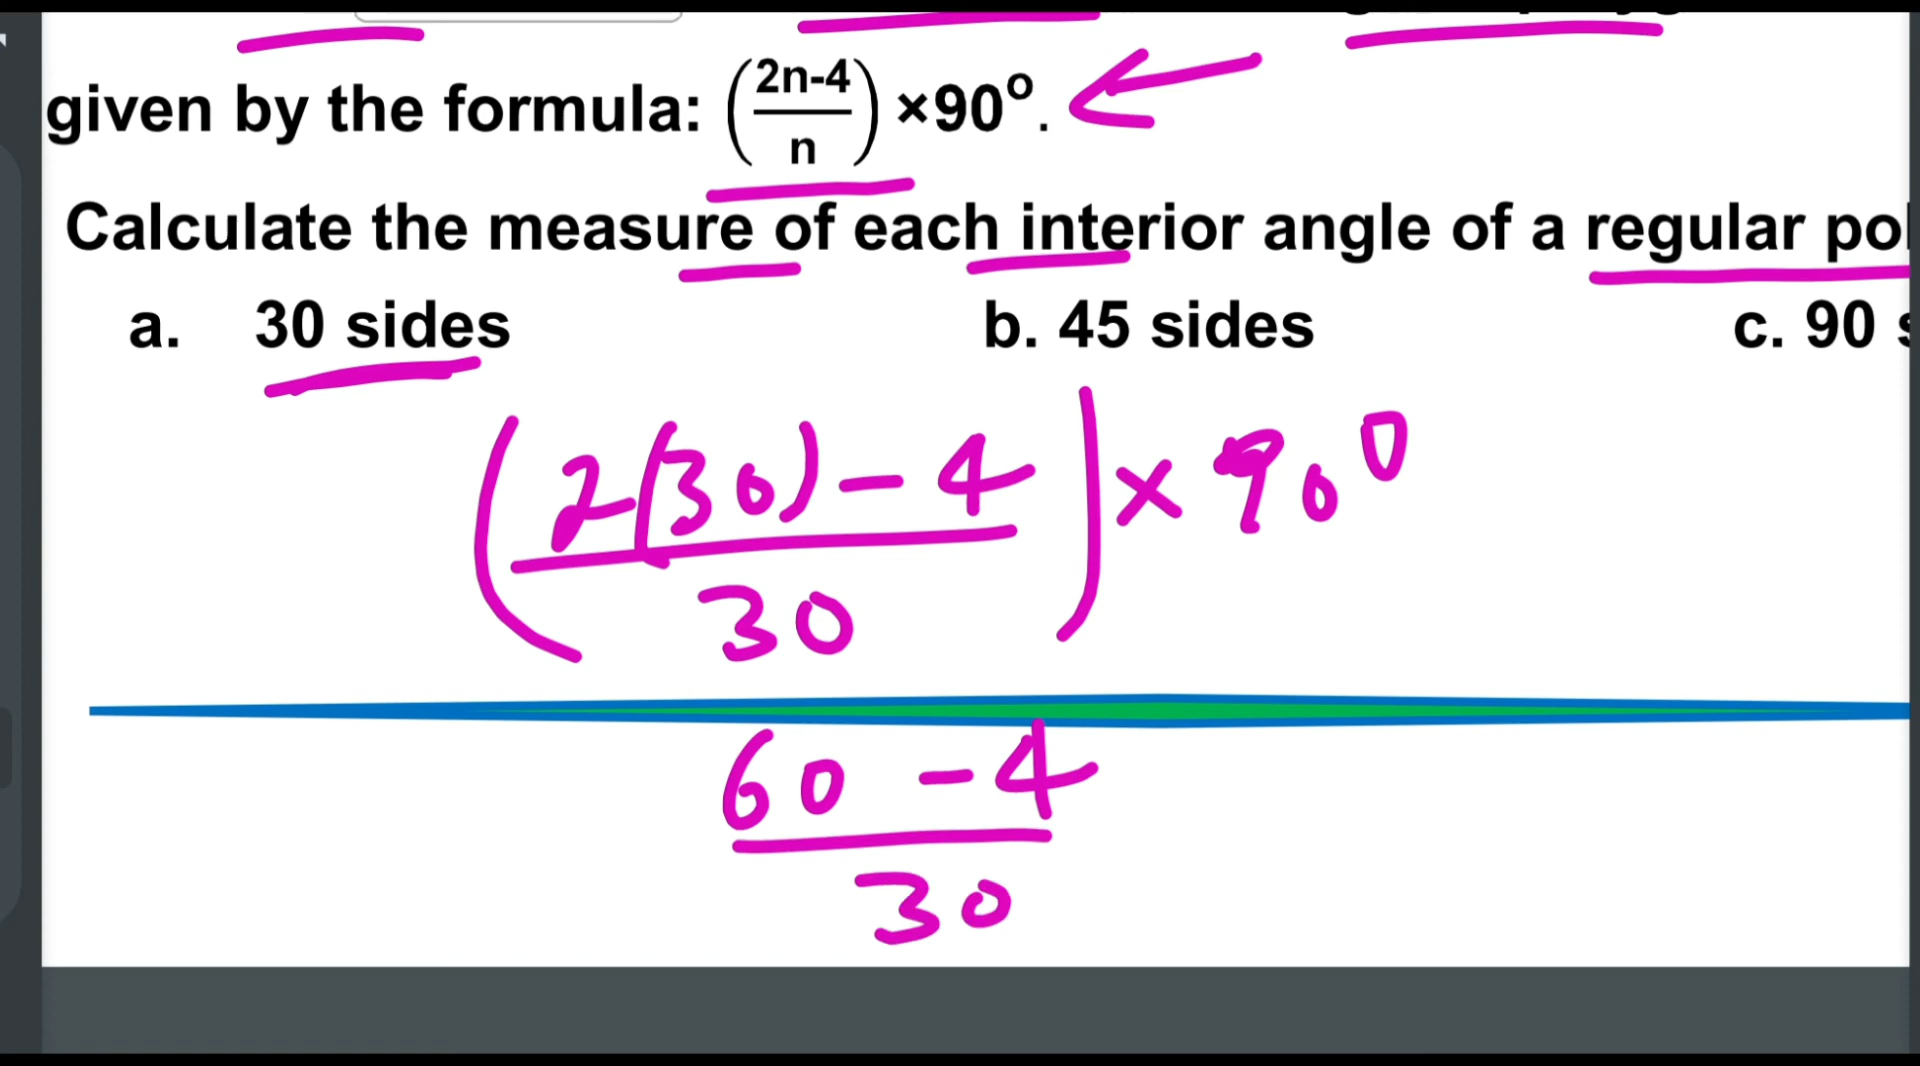 given by the formula: (2n-4/n) ×90°.
Calculate the measure of each interior angle of a regular
a. 30 sides b. 45 sides c. 90
(2(30) - 4 / 30) × 90°
60 - 4
30